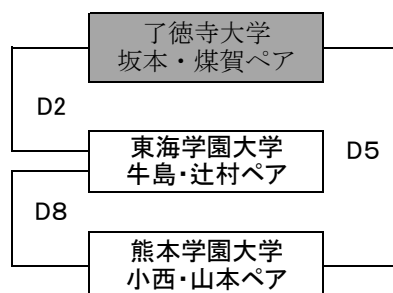 了徳寺大学
坂本・煤賀ペア
D2
東海学園大学
牛島・辻村ペア
D5
D8
熊本学園大学
小西・山本ペア